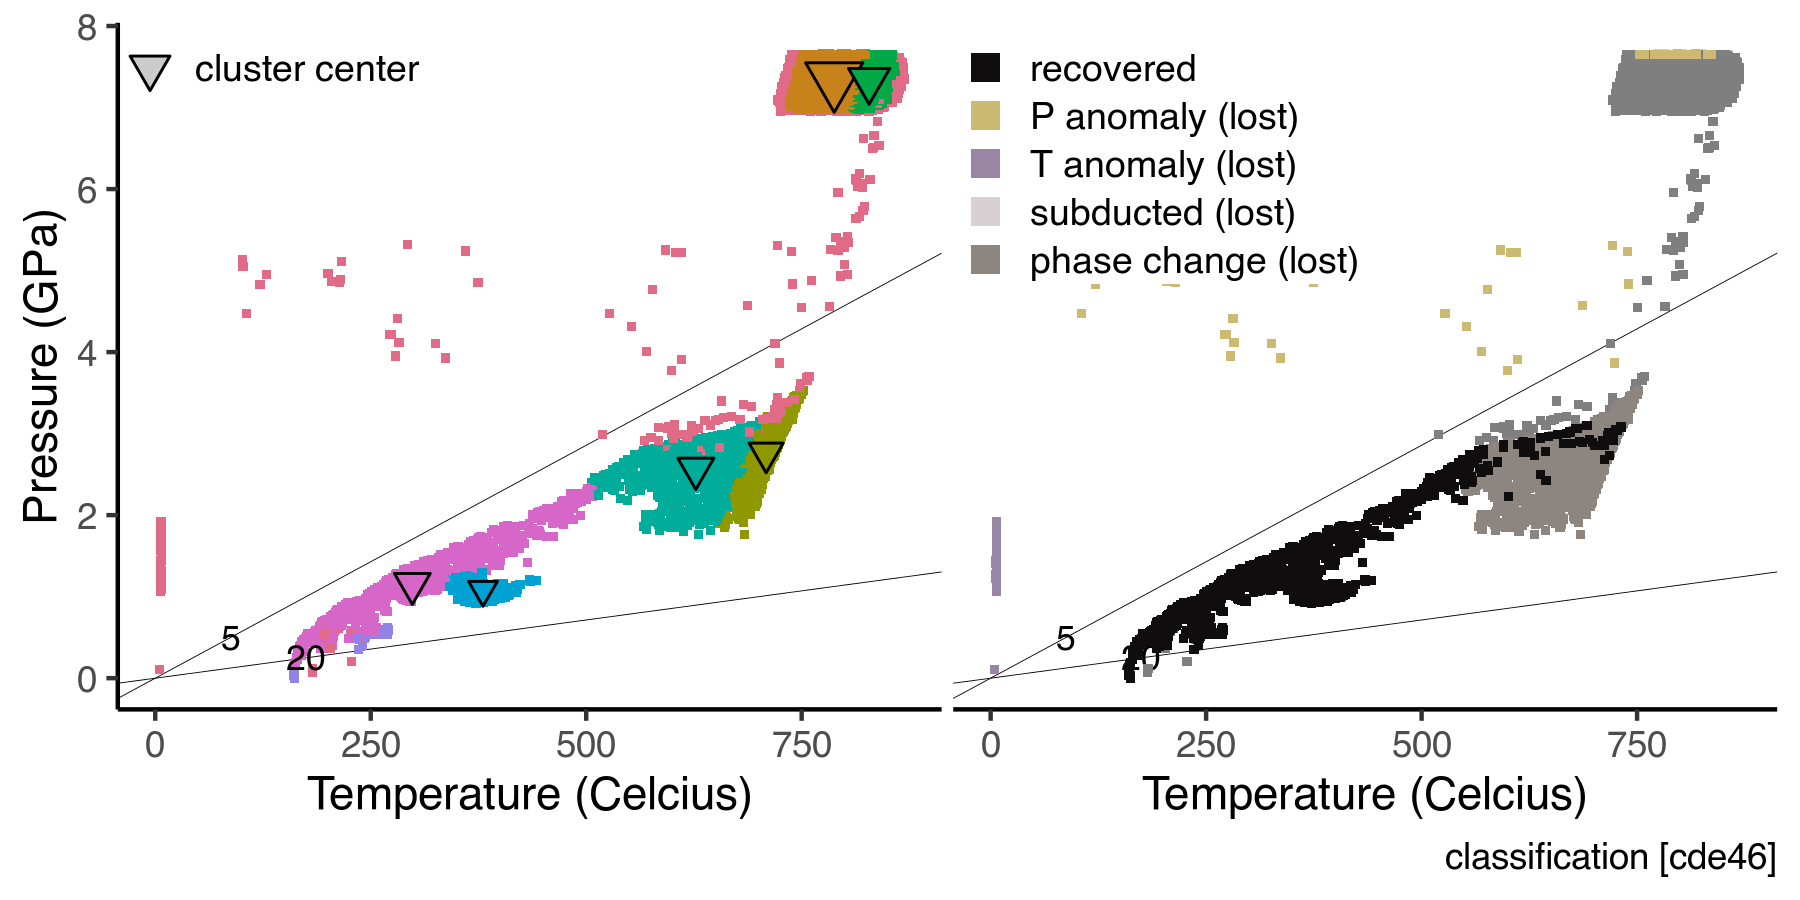 8
6
4
2
0
Pressure (GPa)
cluster center
5
20
0
250
500
750
Temperature (Celcius)
recovered
P anomaly (lost)
T anomaly (lost)
subducted (lost)
phase change (lost)
5
20
0
250
500
750
Temperature (Celcius)
classification [cde46]